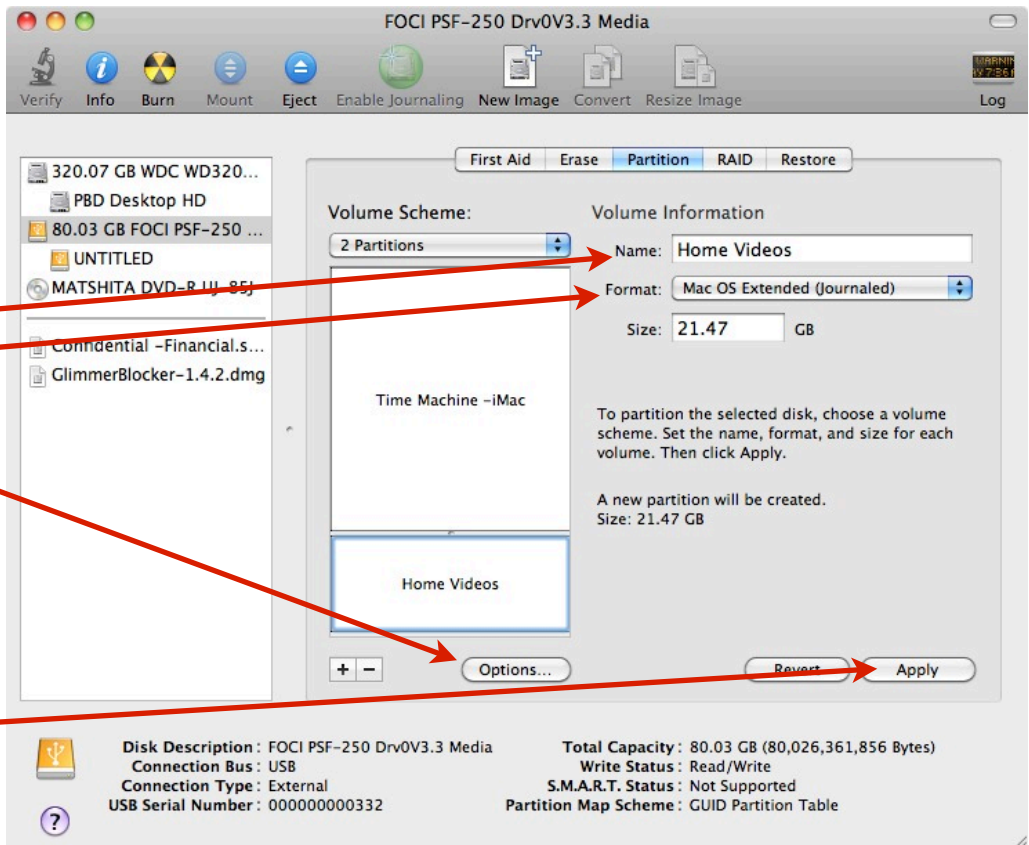 FOCI PSF-250 Drv0V3.3 Media
Verify Info Burn Mount Eject Enable Journaling New Image Convert Resize Image Log
First Aid Erase Partition RAID Restore
320.07 GB WDC WD320...
PBD Desktop HD
80.03 GB FOCI PSF-250 ...
UNTITLED
MATSHITA DVD-R UJ-85J
Confidential -Financial.s...
GlimmerBlocker-1.4.2.dmg
Volume Scheme:
2 Partitions
Time Machine -iMac
Home Videos
+ - Options...
Volume Information
Name: Home Videos
Format: Mac OS Extended (Journaled)
Size: 21.47 GB
To partition the selected disk, choose a volume
scheme. Set the name, format, and size for each
volume. Then click Apply.
A new partition will be created.
Size: 21.47 GB
Revert Apply
Disk Description : FOCI PSF-250 Drv0V3.3 Media
Connection Bus : USB
Connection Type : External
USB Serial Number : 000000000332
Total Capacity : 80.03 GB (80,026,361,856 Bytes)
Write Status : Read/Write
S.M.A.R.T. Status : Not Supported
Partition Map Scheme : GUID Partition Table
?